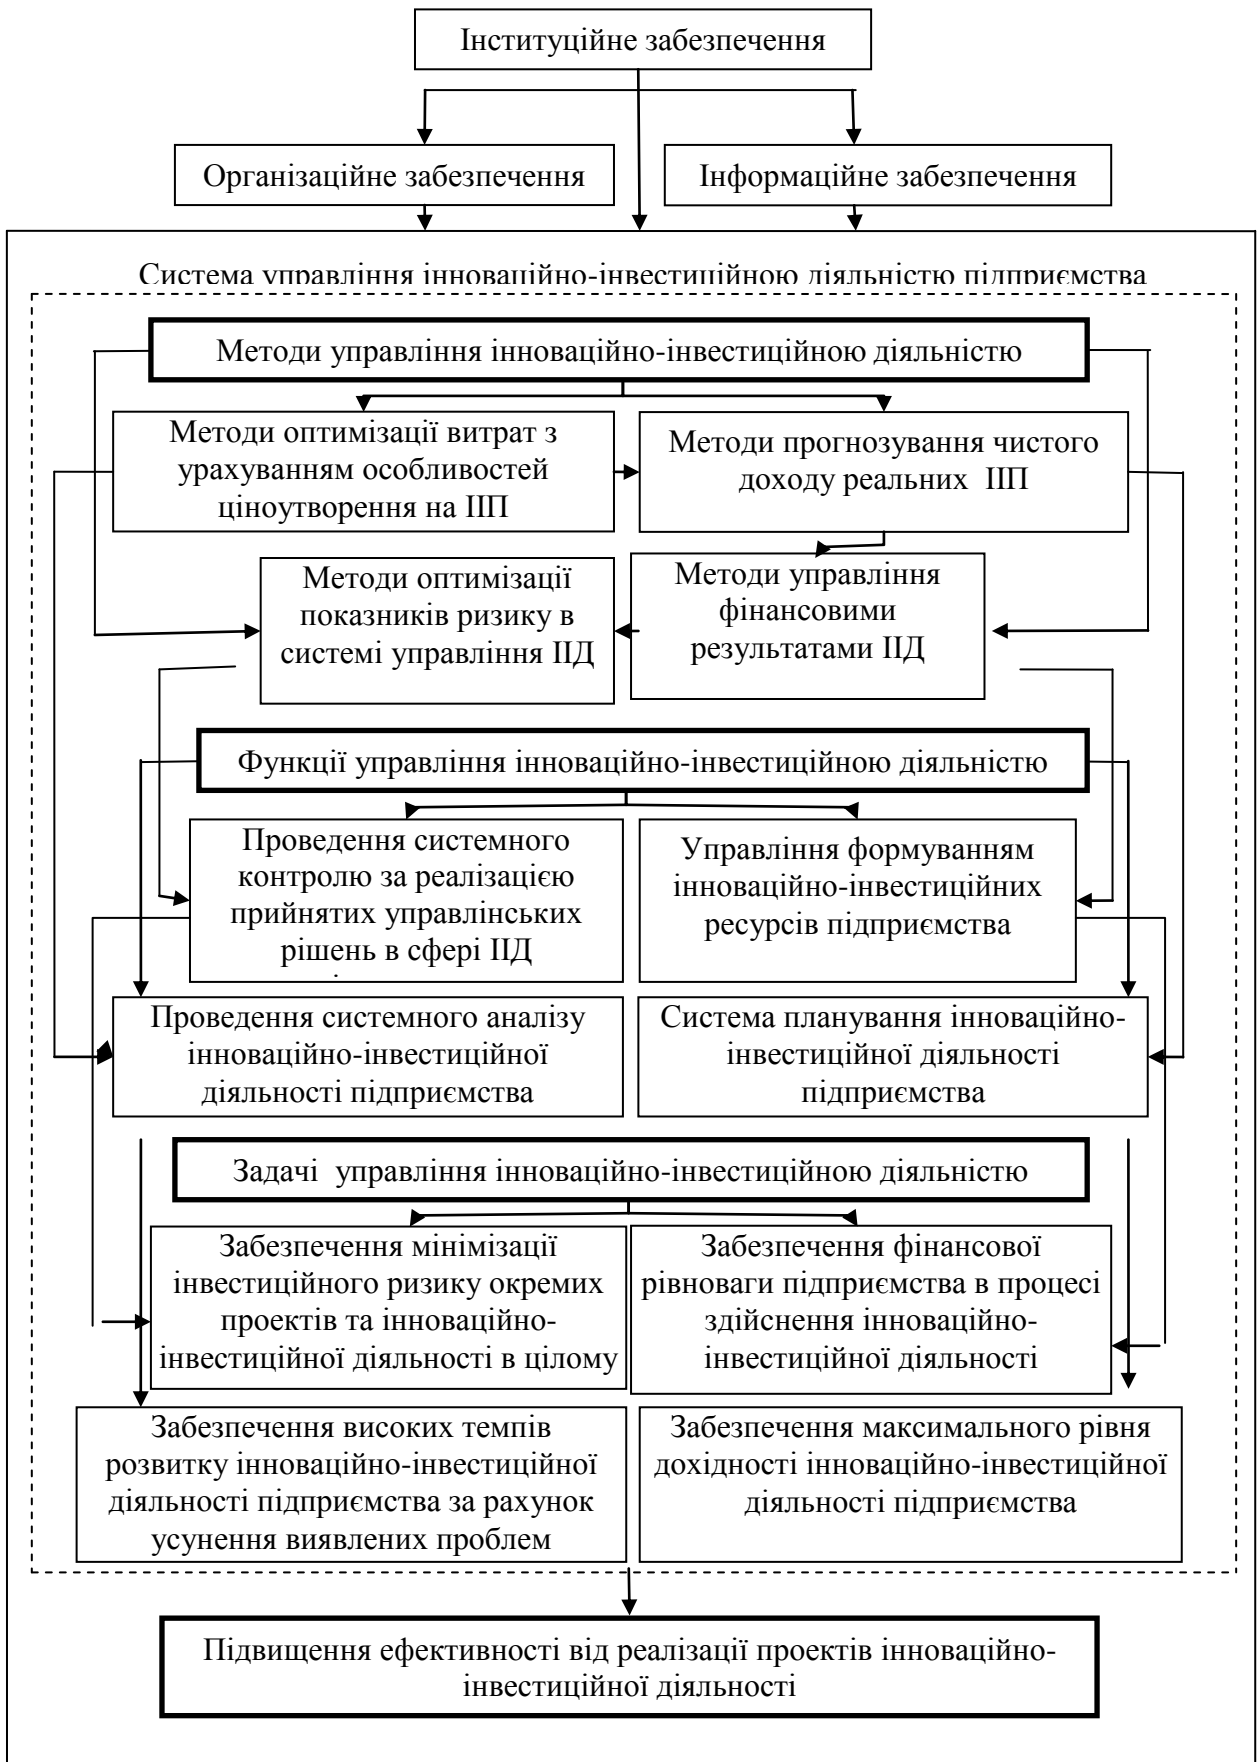 Інституційне забезпечення
Організаційне забезпечення
Інформаційне забезпечення
Система управління інноваційно-інвестиційною діяльністю підприємства
Методи управління інноваційно-інвестиційною діяльністю
Методи оптимізації витрат з
урахуванням особливостей
ціноутворення на ІІП
Методи прогнозування чистого
доходу реальних ІІП
Методи оптимізації
показників ризику в
системі управління ІІД
Методи управління
фінансовими
результатами ІІД
Функції управління інноваційно-інвестиційною діяльністю
Проведення системного
контролю за реалізацією
прийнятих управлінських
рішень в сфері ІІД
Управління формуванням
інноваційно-інвестиційних
ресурсів підприємства
Проведення системного аналізу
інноваційно-інвестиційної
діяльності підприємства
Система планування інноваційно-
інвестиційної діяльності
підприємства
Задачі управління інноваційно-інвестиційною діяльністю
Забезпечення мінімізації
інвестиційного ризику окремих
проектів та інноваційно-
інвестиційної діяльності в цілому
Забезпечення фінансової
рівноваги підприємства в процесі
здійснення інноваційно-
інвестиційної діяльності
Забезпечення високих темпів
розвитку інноваційно-інвестиційної
діяльності підприємства за рахунок
усунення виявлених проблем
Забезпечення максимального рівня
дохідності інноваційно-інвестиційної
діяльності підприємства
Підвищення ефективності від реалізації проектів інноваційно-
інвестиційної діяльності